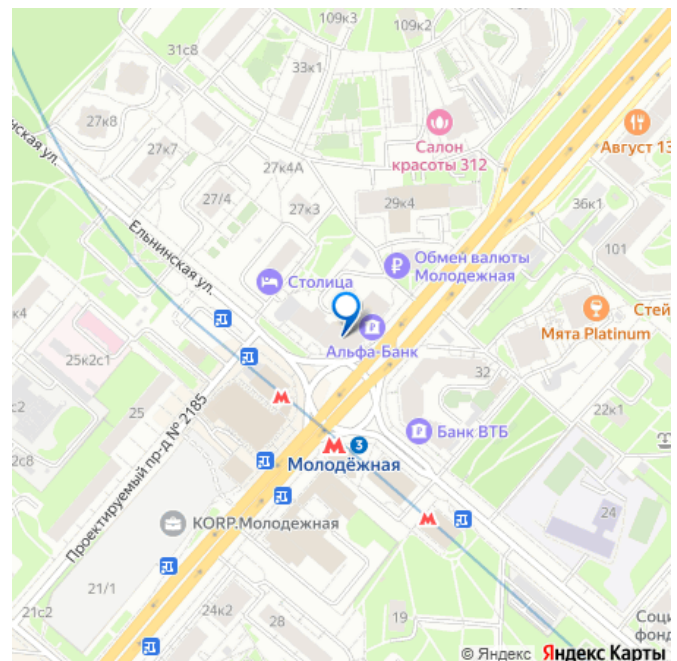 109к3
109к2
31с8
33к1
27к8
27к7
Салон
красоты 312
Август 13
нская ул.
27к4А
27/4
27к3
29к4
36к1
101
Ельнинская ул.
Обмен валюты
Молодежная
Столица
Стей
Мята Platinum
к4
Альфа-Банк
25к2с1
32
22к1
с2
25
Проектируемый пр-д № 2185
Банк ВТБ
3
Молодёжная
2с8
24
KORP.Молодежная
21/1
21с2
24к2
28
19
Соци
фонд
© Яндекс Яндекс Карты